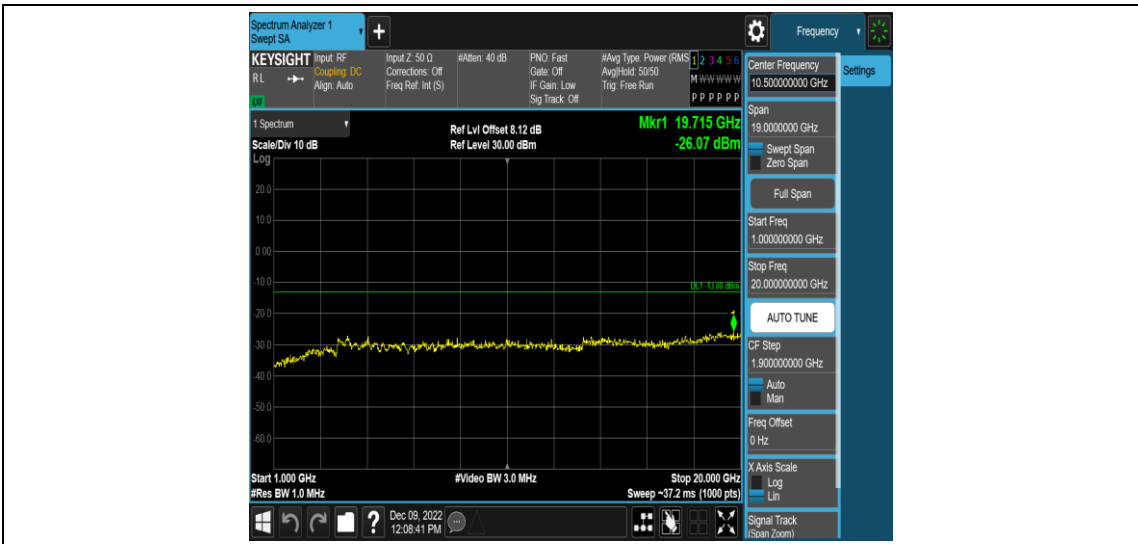 Spectrum Analyzer 1
Swept SA
+
Frequency
KEYSIGHT
RL
Input: RF
Coupling: DC
Align: Auto
Input Z: 50 Ω
Corrections: Off
Freq Ref: Int (S)
#Atten: 40 dB
PNO: Fast
Gate: Off
IF Gain: Low
Sig Track: Off
#Avg Type: Power (RMS
Avg|Hold: 50/50
Trig: Free Run
1 2 3 4 5 6
M W W W W W
P P P P P P
1 Spectrum
Scale/Div 10 dB
Log
Ref Lvl Offset 8.12 dB
Ref Level 30.00 dBm
Mkr1 19.715 GHz
-26.07 dBm
20.0
10.0
0.00
-10.0
DL1 -13.00 dBm
-20.0
1
-30.0
-40.0
-50.0
-60.0
Start 1.000 GHz
#Res BW 1.0 MHz
#Video BW 3.0 MHz
Stop 20.000 GHz
Sweep ~37.2 ms (1000 pts)
?
Dec 09, 2022
12:08:41 PM
Center Frequency
10.500000000 GHz
Settings
Span
19.0000000 GHz
Swept Span
Zero Span
Full Span
Start Freq
1.000000000 GHz
Stop Freq
20.000000000 GHz
AUTO TUNE
CF Step
1.900000000 GHz
Auto
Man
Freq Offset
0 Hz
X Axis Scale
Log
Lin
Signal Track
(Span Zoom)